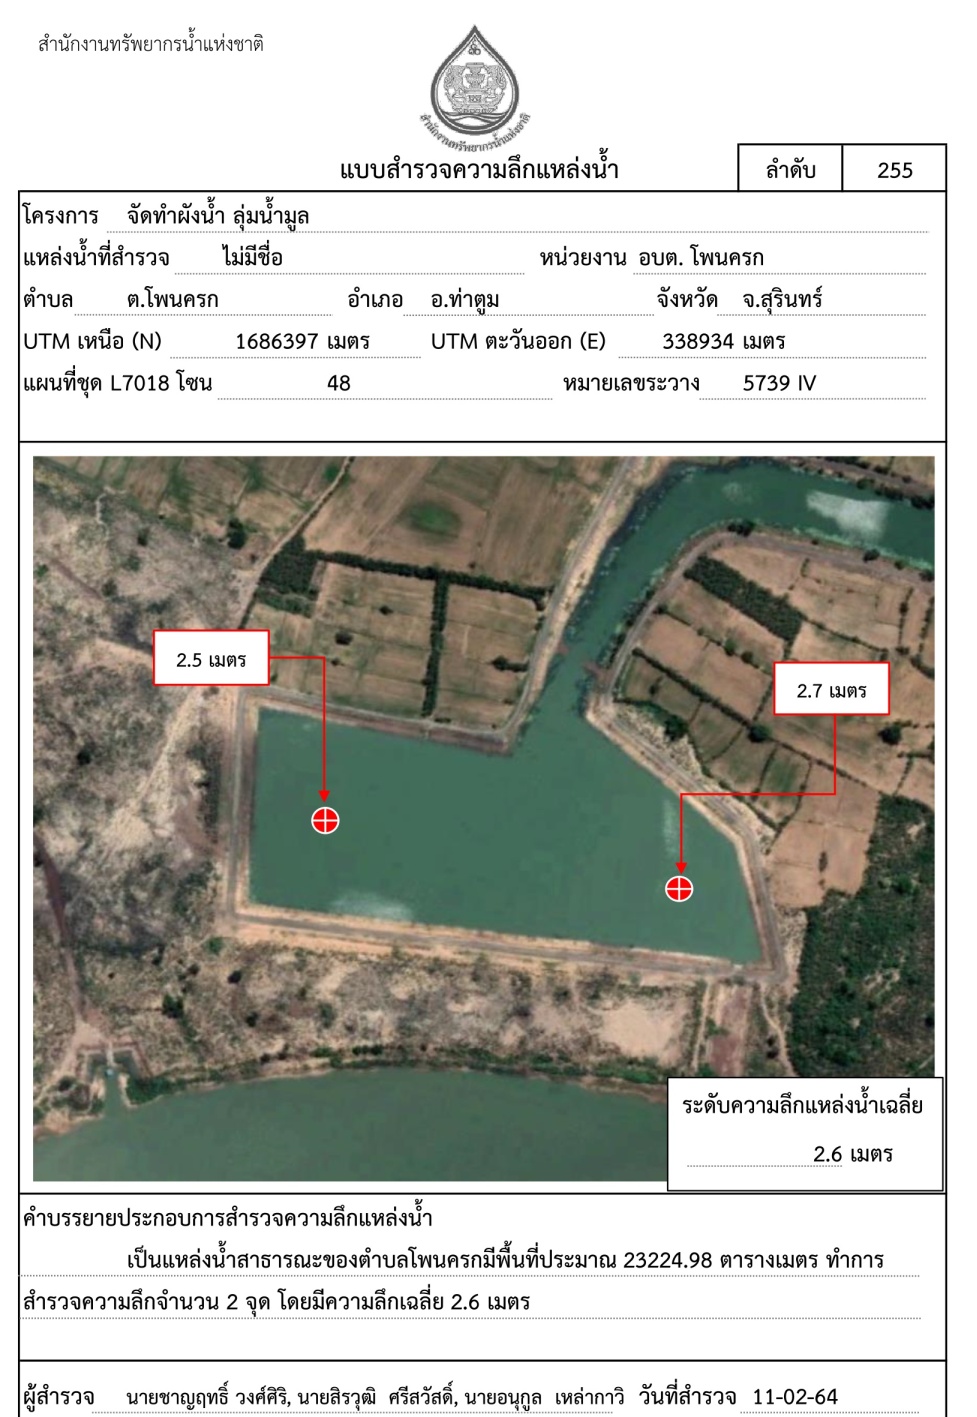 สำนักงานทรัพยากรน้ำแห่งชาติ
สำนักงานทรัพยากรน้ำแห่งชาติ
แบบสำรวจความลึกแหล่งน้ำ ลำดับ 255
โครงการ จัดทำผังน้ำ ลุ่มน้ำมูล
แหล่งน้ำที่สำรวจ ไม่มีชื่อ หน่วยงาน อบต. โพนครก
ตำบล ต.โพนครก อำเภอ อ.ท่าตูม จังหวัด จ.สุรินทร์
UTM เหนือ (N) 1686397 เมตร UTM ตะวันออก (E) 338934 เมตร
แผนที่ชุด L7018 โซน 48 หมายเลขระวาง 5739 IV
2.5 เมตร
2.7 เมตร
ระดับความลึกแหล่งน้ำเฉลี่ย
2.6 เมตร
คำบรรยายประกอบการสำรวจความลึกแหล่งน้ำ
เป็นแหล่งน้ำสาธารณะของตำบลโพนครกมีพื้นที่ประมาณ 23224.98 ตารางเมตร ทำการ
สำรวจความลึกจำนวน 2 จุด โดยมีความลึกเฉลี่ย 2.6 เมตร
ผู้สำรวจ นายชาญฤทธิ์ วงศ์ศิริ, นายสิรวุฒิ ศรีสวัสดิ์, นายอนุกูล เหล่ากาวิ วันที่สำรวจ 11-02-64